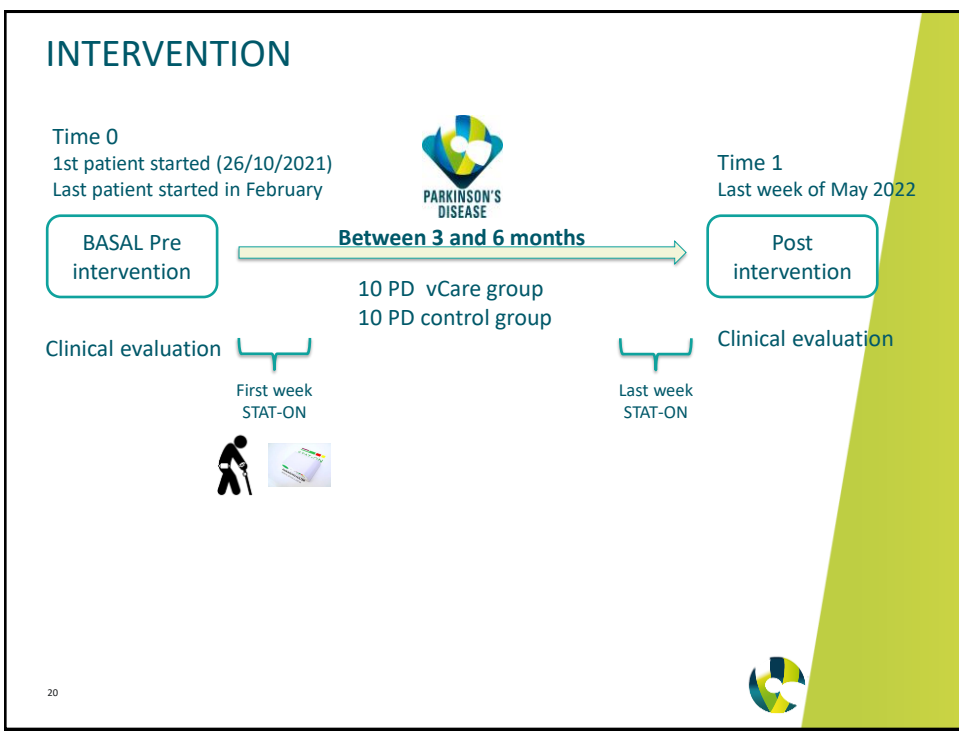 INTERVENTION
Time 0
1st patient started (26/10/2021)
Last patient started in February
PARKINSON'S
DISEASE
Time 1
Last week of May 2022
BASAL Pre
intervention
Between 3 and 6 months
Post
intervention
10 PD  vCare group
10 PD control group
Clinical evaluation
Clinical evaluation
First week
STAT-ON
Last week
STAT-ON
20